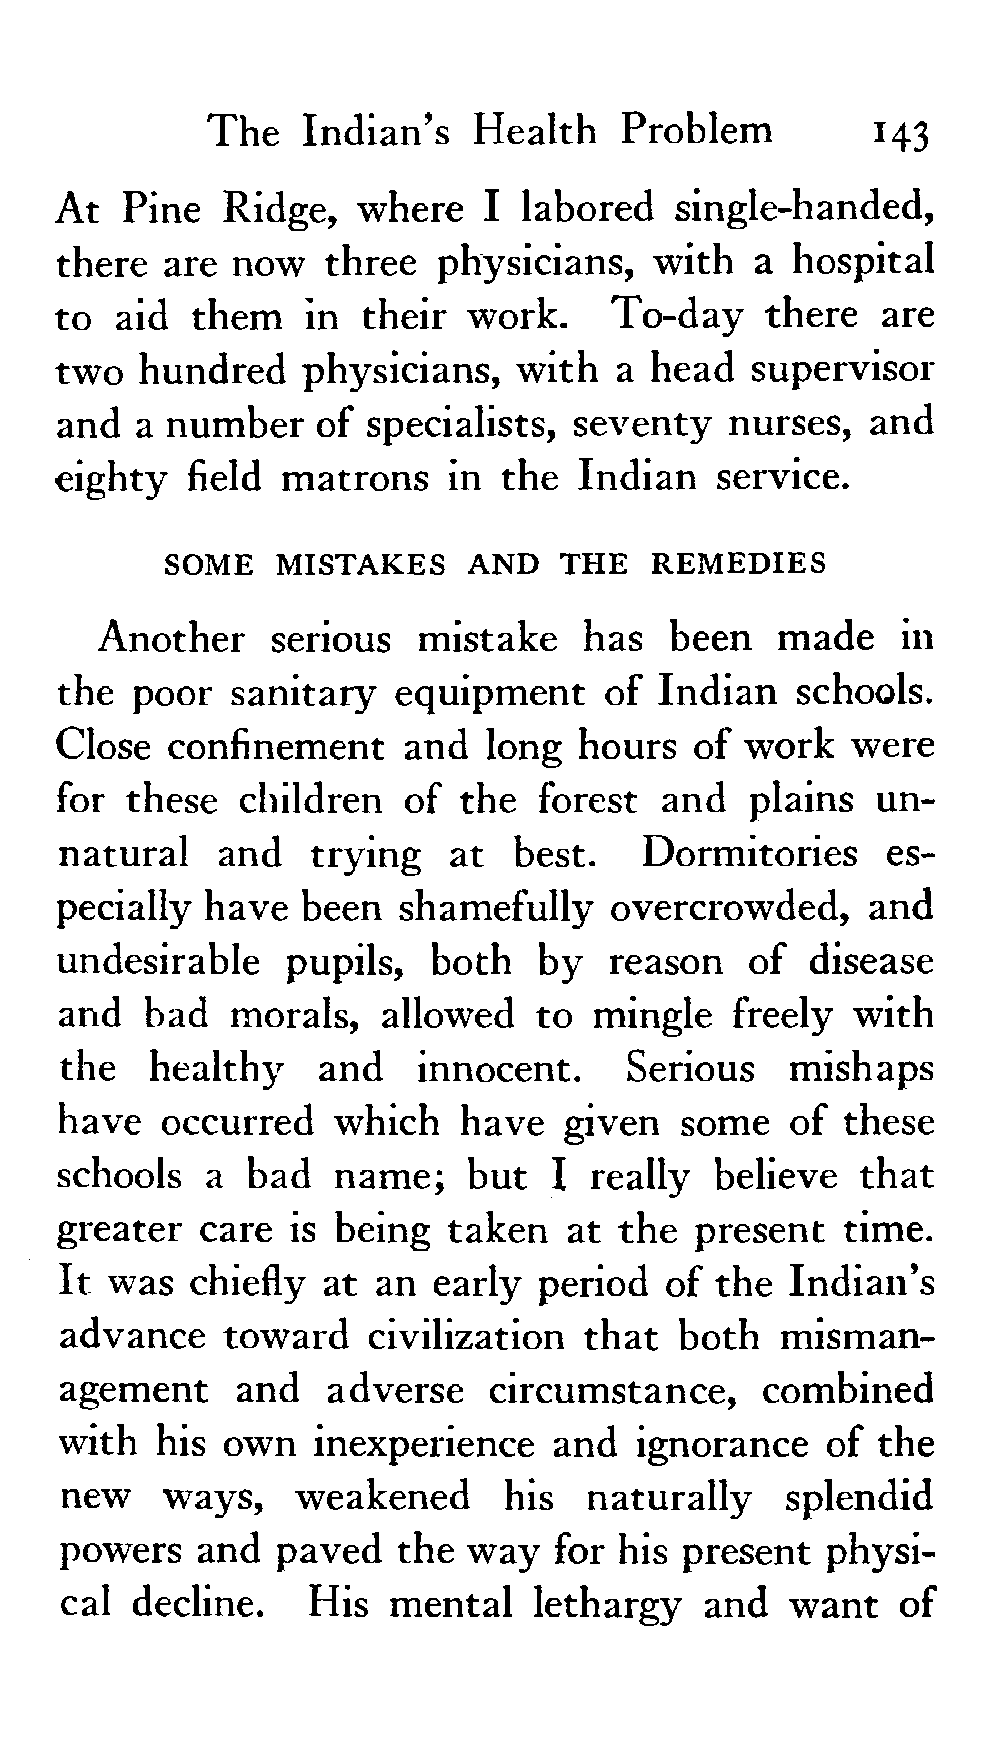 The Indian's Health Problem 143
At Pine Ridge, where I labored single-handed,
there are now three physicians, with a hospital
to aid them in their work. To-day there are
two hundred physicians, with a head supervisor
and a number of specialists, seventy nurses, and
eighty field matrons in the Indian service.
SOME MISTAKES AND THE REMEDIES
Another serious mistake has been made in
the poor sanitary equipment of Indian schools.
Close confinement and long hours of work were
for these children of the forest and plains un-
natural and trying at best. Dormitories es-
pecially have been shamefully overcrowded, and
undesirable pupils, both by reason of disease
and bad morals, allowed to mingle freely with
the healthy and innocent. Serious mishaps
have occurred which have given some of these
schools a bad name; but I really believe that
greater care is being taken at the present time.
It was chiefly at an early period of the Indian's
advance toward civilization that both misman-
agement and adverse circumstance, combined
with his own inexperience and ignorance of the
new ways, weakened his naturally splendid
powers and paved the way for his present physi-
cal decline. His mental lethargy and want of